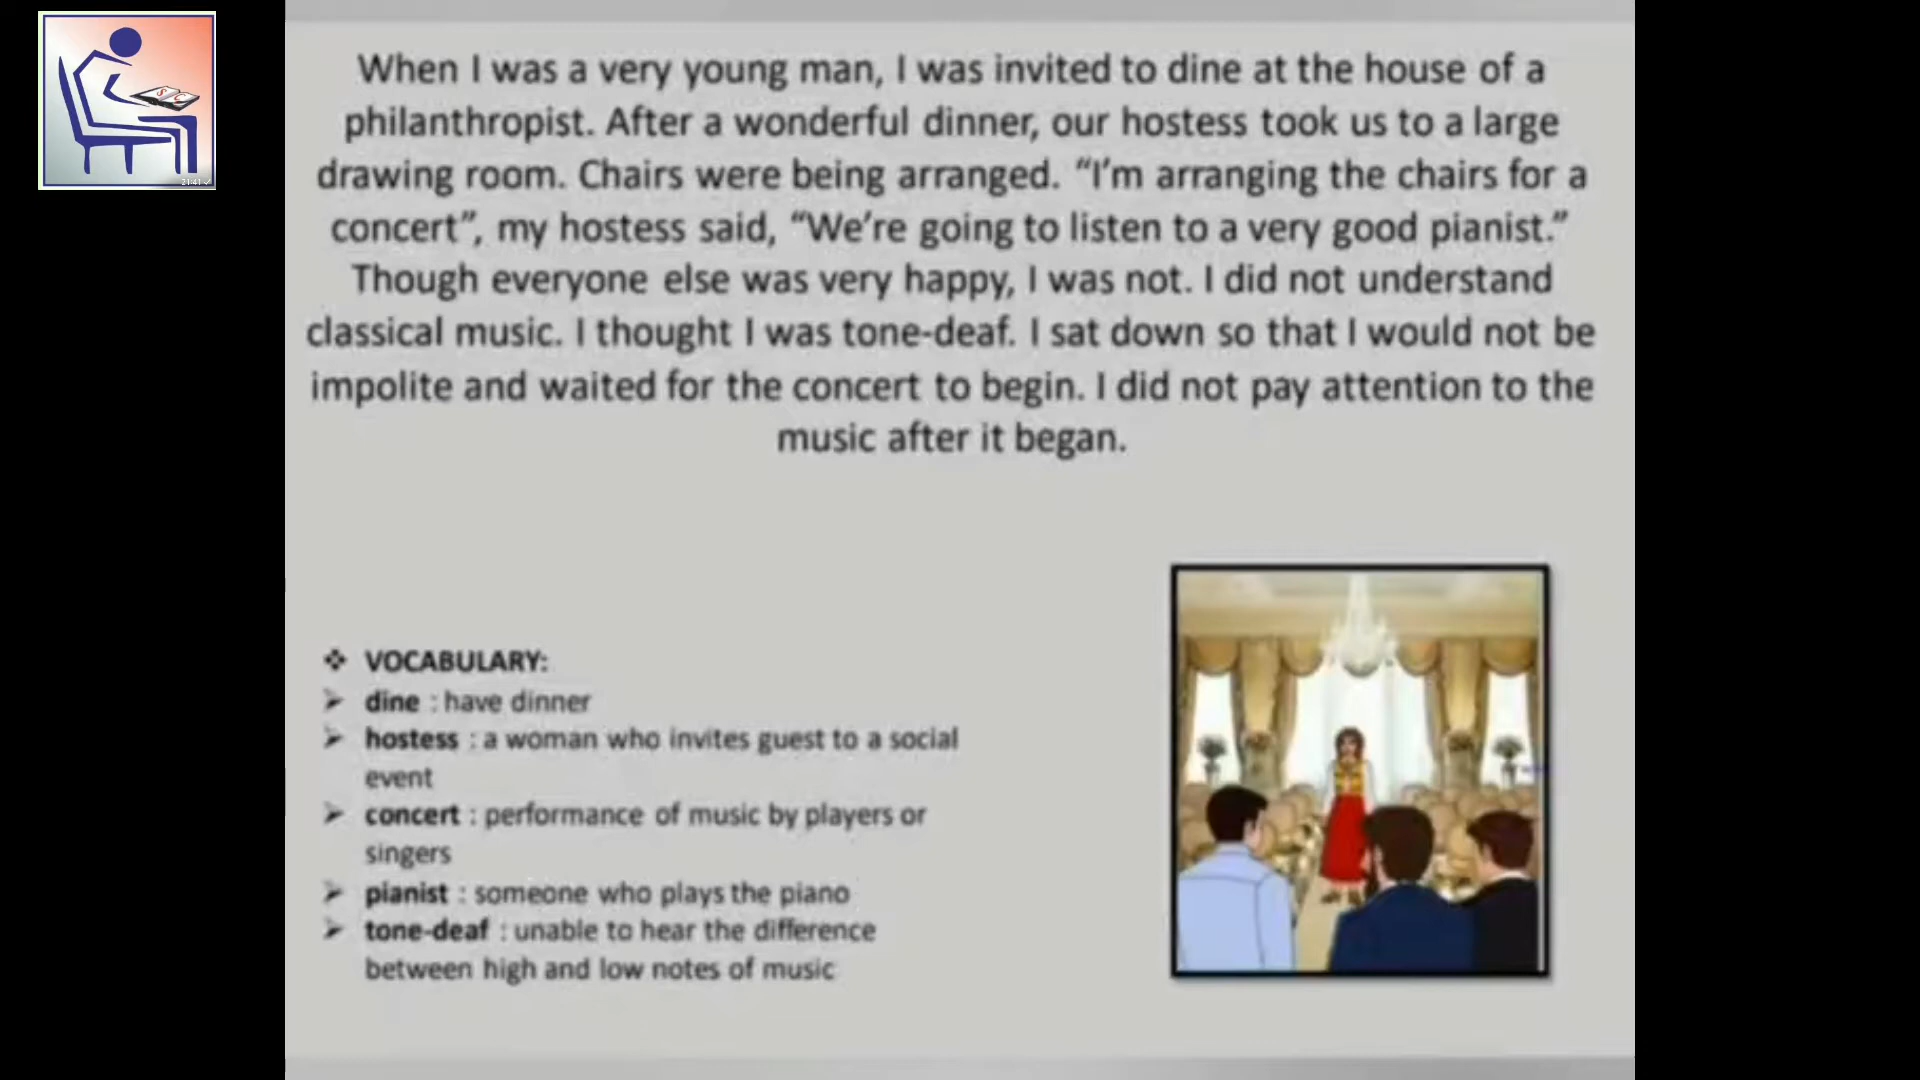 When I was a very young man, I was invited to dine at the house of a
philanthropist. After a wonderful dinner, our hostess took us to a large
drawing room. Chairs were being arranged. “I’m arranging the chairs for a
concert”, my hostess said, “We’re going to listen to a very good pianist.”
Though everyone else was very happy, I was not. I did not understand
classical music. I thought I was tone-deaf. I sat down so that I would not be
impolite and waited for the concert to begin. I did not pay attention to the
music after it began.
❖ VOCABULARY:
➢ dine : have dinner
➢ hostess : a woman who invites guest to a social
event
➢ concert : performance of music by players or
singers
➢ pianist : someone who plays the piano
➢ tone-deaf : unable to hear the difference
between high and low notes of music
S C
21:41 ✓